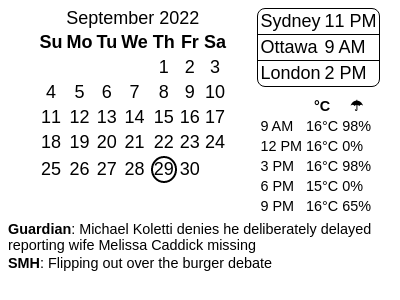 September 2022
Su Mo Tu We Th Fr Sa
1 2 3
4 5 6 7 8 9 10
11 12 13 14 15 16 17
18 19 20 21 22 23 24
25 26 27 28 29 30
Sydney 11 PM
Ottawa 9 AM
London 2 PM
°C ☂
9 AM 16°C 98%
12 PM 16°C 0%
3 PM 16°C 98%
6 PM 15°C 0%
9 PM 16°C 65%
Guardian: Michael Koletti denies he deliberately delayed
reporting wife Melissa Caddick missing
SMH: Flipping out over the burger debate